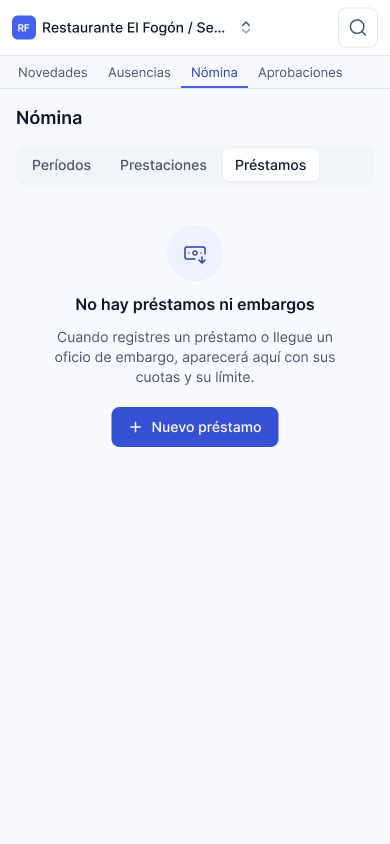 RF Restaurante El Fogón / Se...
Novedades Ausencias Nómina Aprobaciones
Nómina
Períodos Prestaciones Préstamos
No hay préstamos ni embargos
Cuando registres un préstamo o llegue un
oficio de embargo, aparecerá aquí con sus
cuotas y su límite.
+ Nuevo préstamo